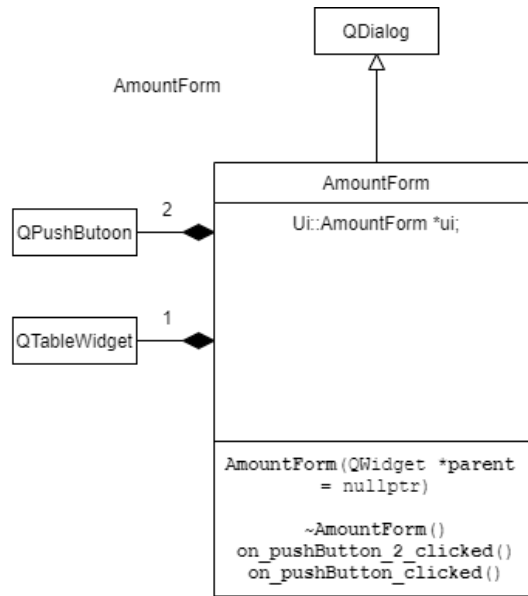 QDialog
AmountForm
AmountForm
Ui::AmountForm *ui;
2
QPushButoon
1
QTableWidget
AmountForm(QWidget *parent
= nullptr)
~AmountForm()
on_pushButton_2_clicked()
on_pushButton_clicked()